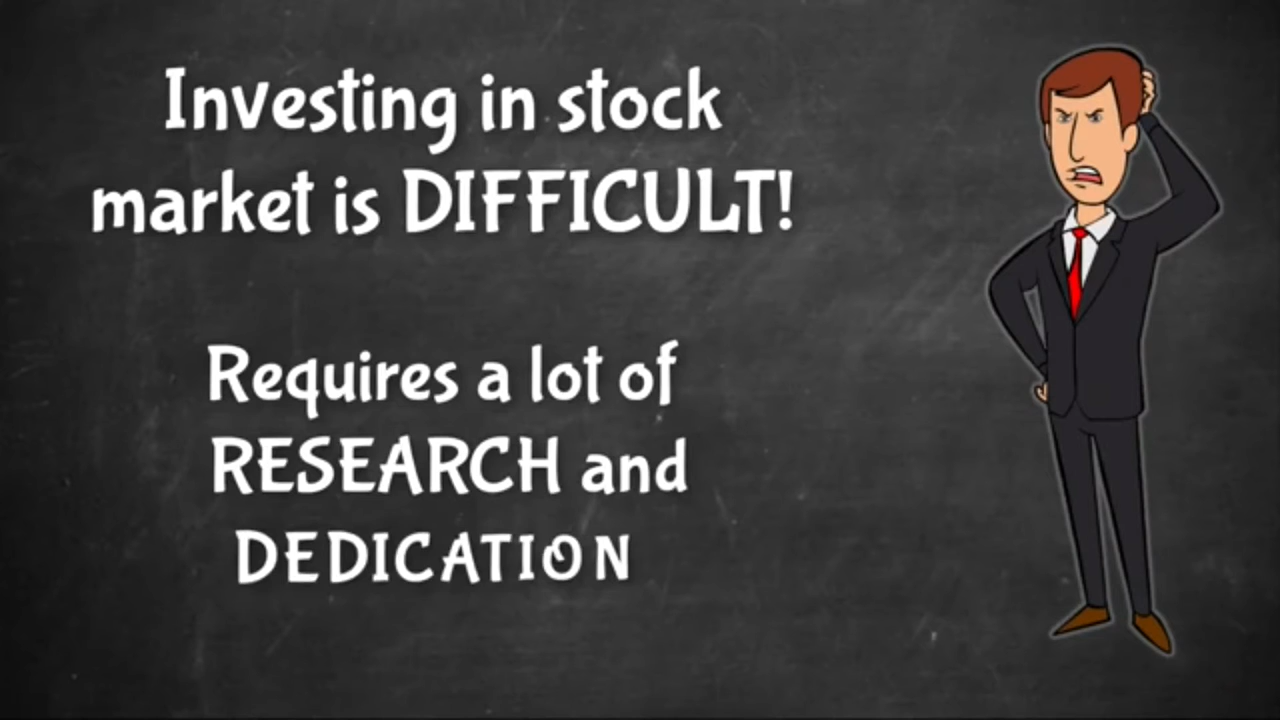 Investing in stock
market is DIFFICULT!
Requires a lot of
RESEARCH and
DEDICATION